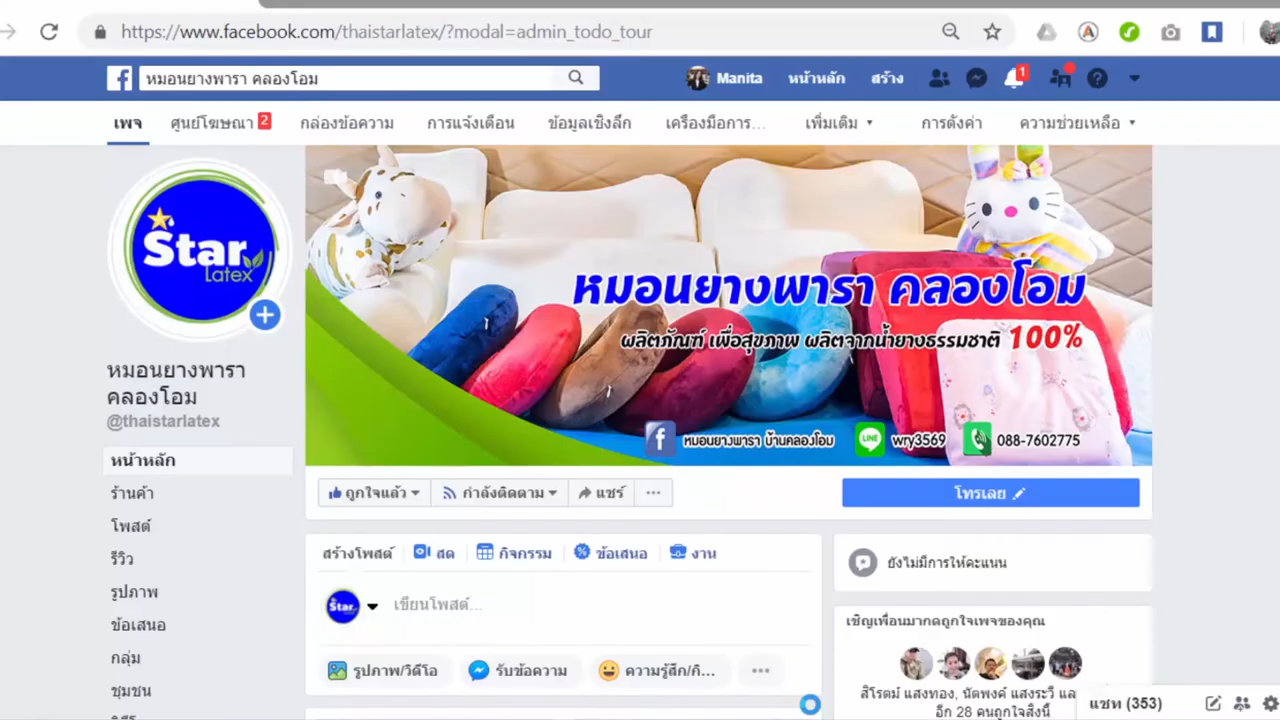 https://www.facebook.com/thaistarlatex/?modal=admin_todo_tour
หมอนยางพารา คลองโอม
Manita
หน้าหลัก
สร้าง
1
เพจ
ศูนย์โฆษณา 2
กล่องข้อความ
การแจ้งเตือน
ข้อมูลเชิงลึก
เครื่องมือการ...
เพิ่มเติม
การตั้งค่า
ความช่วยเหลือ
Star
Latex
หมอนยางพารา คลองโอม
ผลิตภัณฑ์ เพื่อสุขภาพ ผลิตจากน้ำยางธรรมชาติ 100%
หมอนยางพารา บ้านคลองโอม
LINE
wry3569
088-7602775
หมอนยางพารา
คลองโอม
@thaistarlatex
หน้าหลัก
ร้านค้า
โพสต์
รีวิว
รูปภาพ
ข้อเสนอ
กลุ่ม
ชุมชน
ถูกใจแล้ว
กำลังติดตาม
แชร์
...
โทรเลย
สร้างโพสต์
สด
กิจกรรม
ข้อเสนอ
งาน
Star
เขียนโพสต์...
รูปภาพ/วิดีโอ
รับข้อความ
ความรู้สึก/กิ...
...
ยังไม่มีการให้คะแนน
เชิญเพื่อนมากดถูกใจเพจของคุณ
สิโรตม์ แสงทอง, นัดพงค์ แสงระวี แล
อีก 28 คนถูกใจสิ่งนี้
แชท (353)